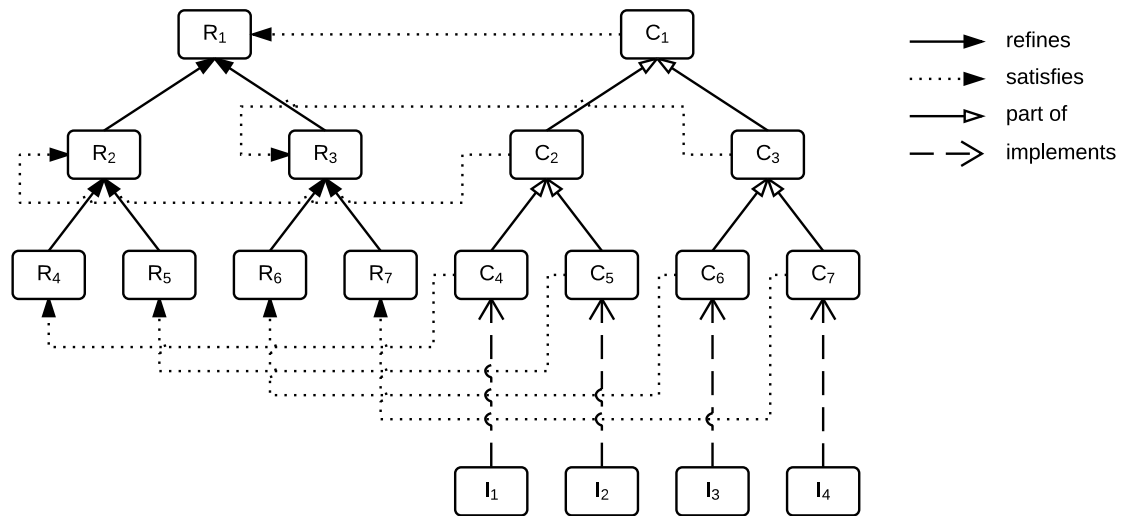 R₁ C₁ refines
satisfies
part of
R₂ R₃ C₂ C₃ implements
R₄ R₅ R₆ R₇ C₄ C₅ C₆ C₇
I₁ I₂ I₃ I₄